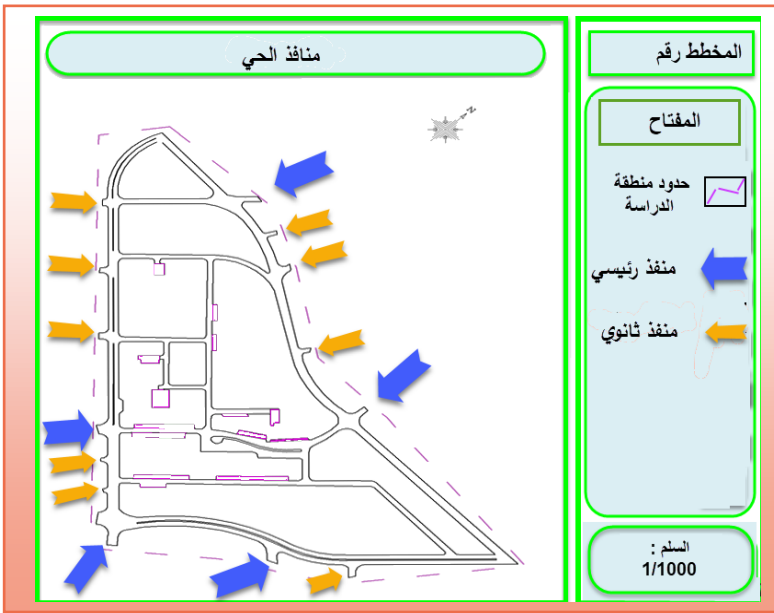 منافذ الحي
المخطط رقم
المفتاح
حدود منطقة
الدراسة
منفذ رئيسي
منفذ ثانوي
السلم :
1/1000
N